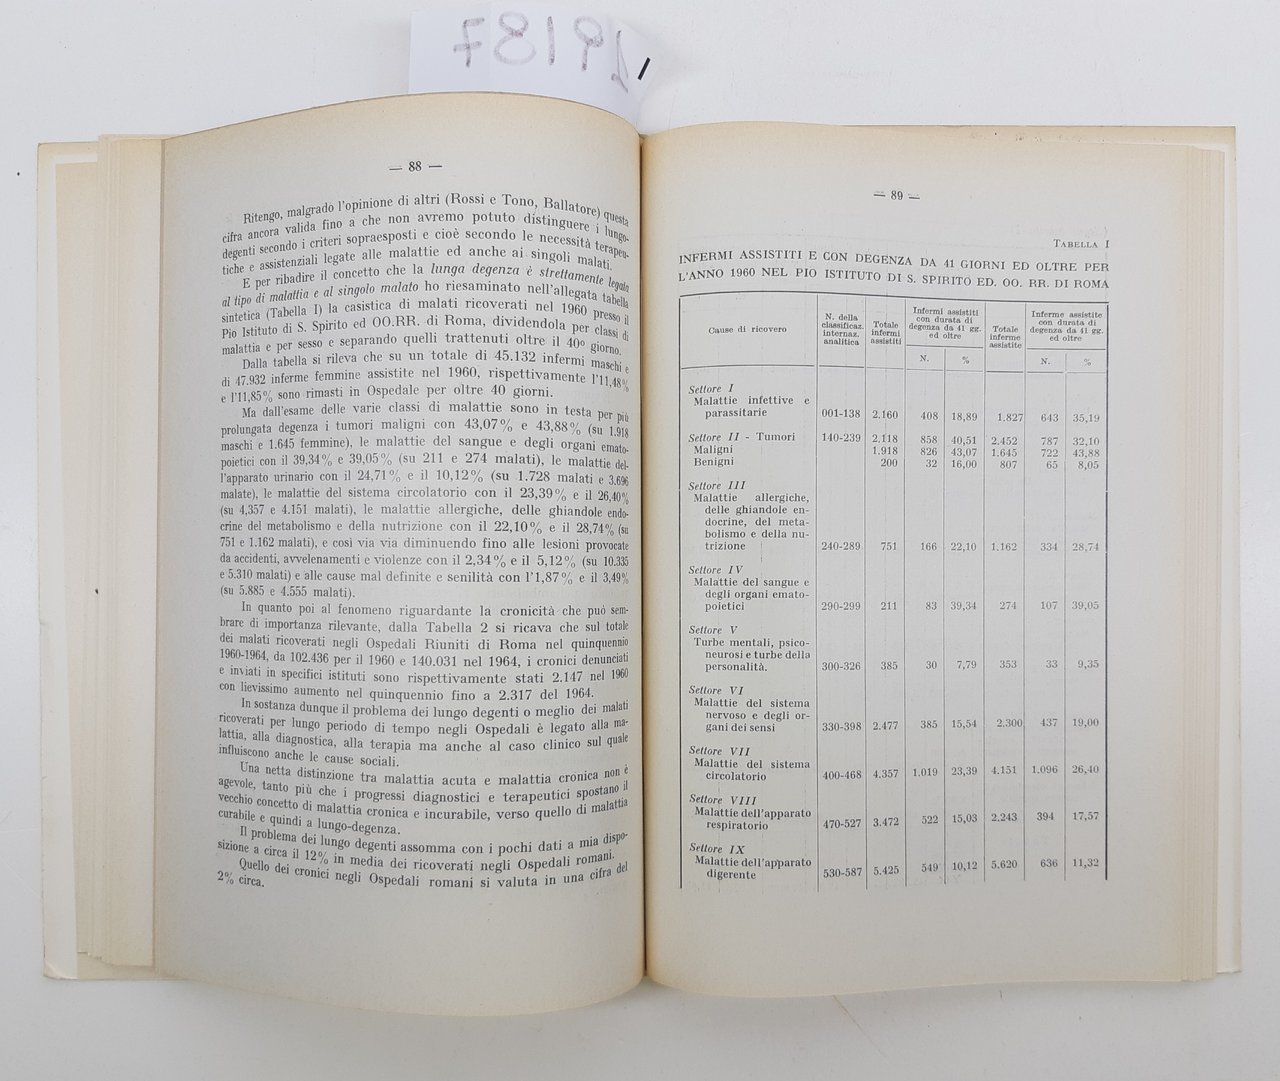 19187
— 88 —
Ritengo, malgrado l'opinione di altri (Rossi e Tono, Ballatore) questa
cifra ancora valida fino a che non avremo potuto distinguere i lungo-
degenti secondo i criteri sopraesposti e cioè secondo le necessità terapeu-
tiche e assistenziali legate alle malattie ed anche ai singoli malati.
E per ribadire il concetto che la lunga degenza è strettamente legata
al tipo di malattia e al singolo malato ho riesaminato nell'allegata tabella
sintetica (Tabella I) la casistica di malati ricoverati nel 1960 presso il
Pio Istituto di S. Spirito ed OO.RR. di Roma, dividendola per classi di
malattia e per sesso e separando quelli trattenuti oltre il 40º giorno.
Dalla tabella si rileva che su un totale di 45.132 infermi maschi e
di 47.932 inferme femmine assistite nel 1960, rispettivamente l'11,48%
e l'11,85% sono rimasti in Ospedale per oltre 40 giorni.
Ma dall'esame delle varie classi di malattie sono in testa per più
prolungata degenza i tumori maligni con 43,07% e 43,88% (su 1.918
maschi e 1.645 femmine), le malattie del sangue e degli organi emato-
poietici con il 39,34% e 39,05% (su 211 e 274 malati), le malattie del-
l'apparato urinario con il 24,71% e il 10,12% (su 1.728 malati e 3.696
malate), le malattie del sistema circolatorio con il 23,39% e il 26,40%
(su 4,357 e 4.151 malati), le malattie allergiche, delle ghiandole endo-
crine del metabolismo e della nutrizione con il 22,10% e il 28,74% (su
751 e 1.162 malati), e così via via diminuendo fino alle lesioni provocate
da accidenti, avvelenamenti e violenze con il 2,34% e il 5,12% (su 10.335
e 5.310 malati) e alle cause mal definite e senilità con l'1,87% e il 3,49%
(su 5.885 e 4.555 malati).
In quanto poi al fenomeno riguardante la cronicità che può sem-
brare di importanza rilevante, dalla Tabella 2 si ricava che sul totale
dei malati ricoverati negli Ospedali Riuniti di Roma nel quinquennio
1960-1964, da 102.436 per il 1960 e 140.031 nel 1964, i cronici denunciati
e inviati in specifici istituti sono rispettivamente stati 2.147 nel 1960
con lievissimo aumento nel quinquennio fino a 2.317 del 1964.
In sostanza dunque il problema dei lungo degenti o meglio dei malati
ricoverati per lungo periodo di tempo negli Ospedali è legato alla ma-
lattia, alla diagnostica, alla terapia ma anche al caso clinico sul quale
influiscono anche le cause sociali.
Una netta distinzione tra malattia acuta e malattia cronica non è
agevole, tanto più che i progressi diagnostici e terapeutici spostano il
vecchio concetto di malattia cronica e incurabile, verso quello di malattia
curabile e quindi a lungo-degenza.
Il problema dei lungo degenti assomma con i pochi dati a mia dispo-
sizione a circa il 12% in media dei ricoverati negli Ospedali romani.
Quello dei cronici negli Ospedali romani si valuta in una cifra del
2% circa.
— 89 —
TABELLA I
INFERMI ASSISTITI E CON DEGENZA DA 41 GIORNI ED OLTRE PER
L'ANNO 1960 NEL PIO ISTITUTO DI S. SPIRITO ED. OO. RR. DI ROMA
Cause di ricovero | N. della classificaz. internaz. analitica | Totale infermi assistiti | Infermi assistiti con durata di degenza da 41 gg. ed oltre | Totale inferme assistite | Inferme assistite con durata di degenza da 41 gg. ed oltre
N. | % | N. | %
Settore I
Malattie infettive e
parassitarie 001-138 2.160 408 18,89 1.827 643 35,19
Settore II - Tumori 140-239 2.118 858 40,51 2.452 787 32,10
Maligni 1.918 826 43,07 1.645 722 43,88
Benigni 200 32 16,00 807 65 8,05
Settore III
Malattie allergiche,
delle ghiandole en-
docrine, del meta-
bolismo e della nu-
trizione 240-289 751 166 22,10 1.162 334 28,74
Settore IV
Malattie del sangue e
degli organi emato-
poietici 290-299 211 83 39,34 274 107 39,05
Settore V
Turbe mentali, psico-
neurosi e turbe della
personalità. 300-326 385 30 7,79 353 33 9,35
Settore VI
Malattie del sistema
nervoso e degli or-
gani dei sensi 330-398 2.477 385 15,54 2.300 437 19,00
Settore VII
Malattie del sistema
circolatorio 400-468 4.357 1.019 23,39 4.151 1.096 26,40
Settore VIII
Malattie dell'apparato
respiratorio 470-527 3.472 522 15,03 2.243 394 17,57
Settore IX
Malattie dell'apparato
digerente 530-587 5.425 549 10,12 5.620 636 11,32